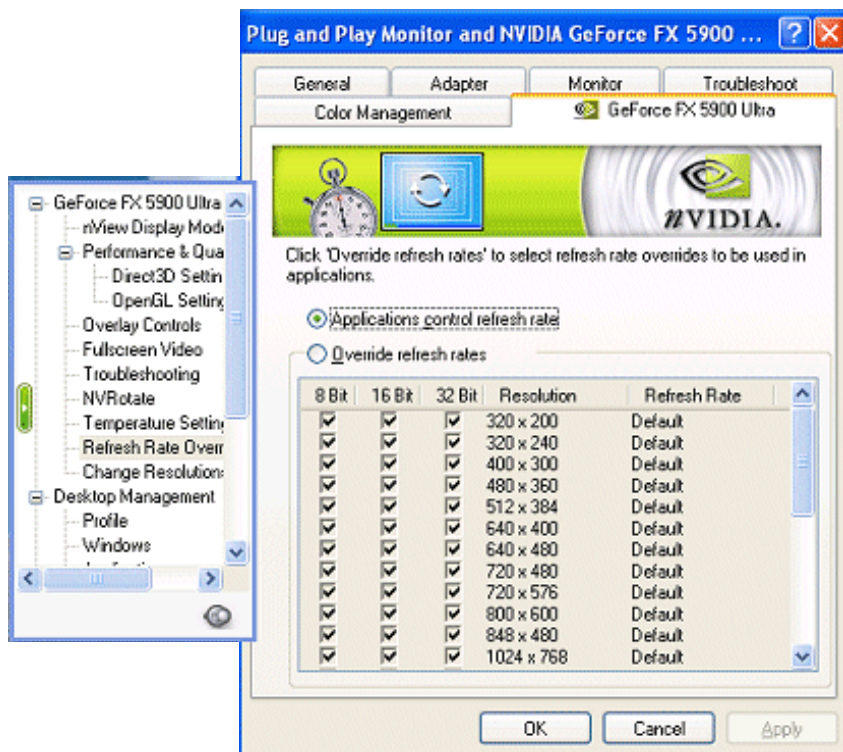 Plug and Play Monitor and NVIDIA GeForce FX 5900 ...
General Adapter Monitor Troubleshoot
Color Management GeForce FX 5900 Ultra
nVIDIA.
Click 'Override refresh rates' to select refresh rate overrides to be used in
applications.
Applications control refresh rate
Override refresh rates
8 Bit 16 Bit 32 Bit Resolution Refresh Rate
320 x 200 Default
320 x 240 Default
400 x 300 Default
480 x 360 Default
512 x 384 Default
640 x 400 Default
640 x 480 Default
720 x 480 Default
720 x 576 Default
800 x 600 Default
848 x 480 Default
1024 x 768 Default
OK Cancel Apply
GeForce FX 5900 Ultra
nView Display Mod
Performance & Qua
Direct3D Settin
OpenGL Setting
Overlay Controls
Fullscreen Video
Troubleshooting
NVRotate
Temperature Setting
Refresh Rate Overr
Change Resolution
Desktop Management
Profile
Windows